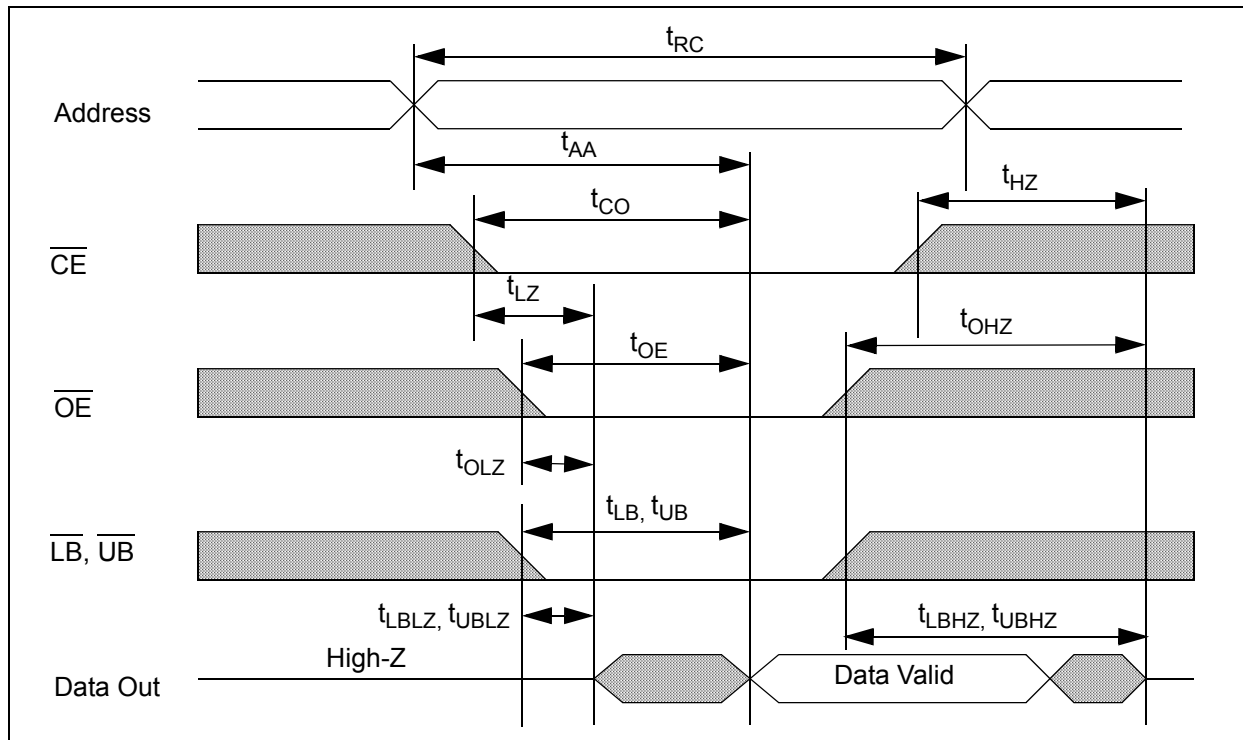 tRC
Address
tAA
tHZ
tCO
CE
tLZ
tOHZ
tOE
OE
tOLZ
tLB, tUB
LB, UB
tLBLZ, tUBLZ
tLBHZ, tUBHZ
High-Z
Data Valid
Data Out